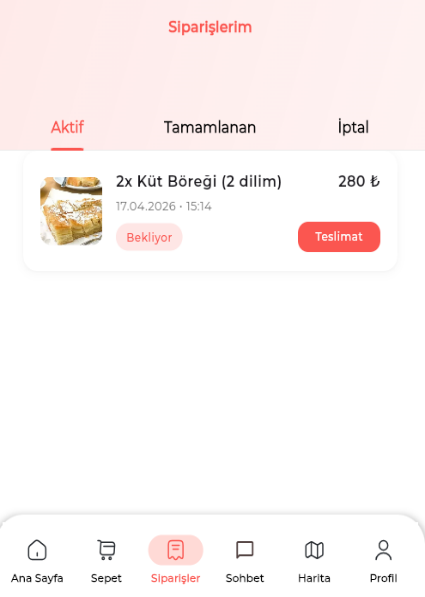 Siparişlerim
Aktif Tamamlanan İptal
2x Küt Böreği (2 dilim) 280 ₺
17.04.2026 • 15:14
Bekliyor Teslimat
Ana Sayfa Sepet Siparişler Sohbet Harita Profil